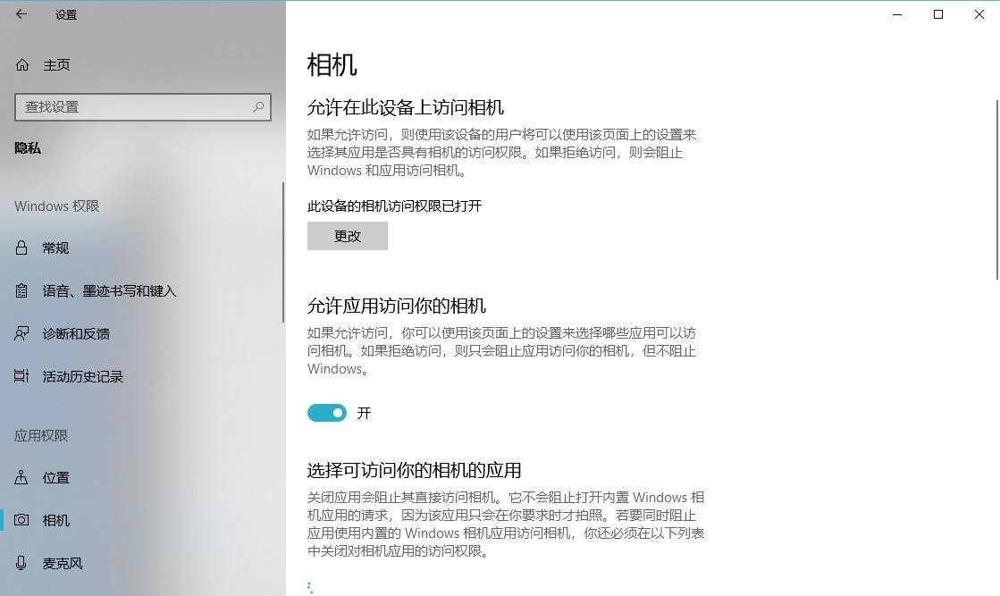 设置
主页
查找设置
隐私
Windows 权限
常规
语音、墨迹书写和键入
诊断和反馈
活动历史记录
应用权限
位置
相机
麦克风
相机
允许在此设备上访问相机
如果允许访问，则使用该设备的用户将可以使用该页面上的设置来
选择其应用是否具有相机的访问权限。如果拒绝访问，则会阻止
Windows 和应用访问相机。
此设备的相机访问权限已打开
更改
允许应用访问你的相机
如果允许访问，你可以使用该页面上的设置来选择哪些应用可以访
问相机。如果拒绝访问，则只会阻止应用访问你的相机，但不阻止
Windows。
开
选择可访问你的相机的应用
关闭应用会阻止其直接访问相机。它不会阻止打开内置 Windows 相
机应用的请求，因为该应用只会在你要求时才拍照。若要同时阻止
应用使用内置的 Windows 相机应用访问相机，你还必须在以下列表
中关闭对相机应用的访问权限。